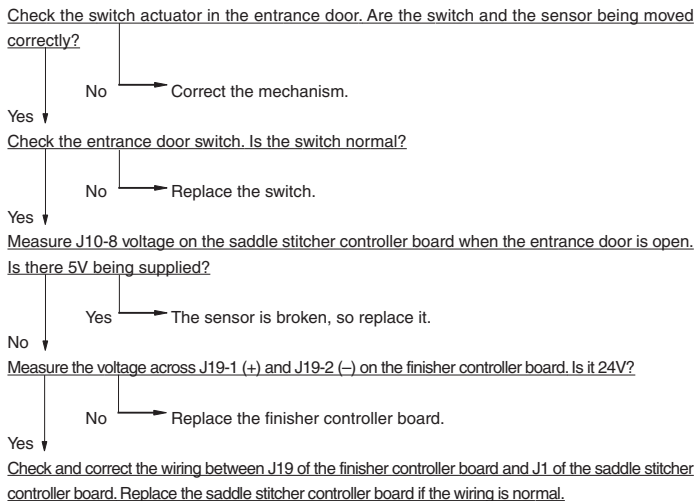 Check the switch actuator in the entrance door. Are the switch and the sensor being moved
correctly?
No Correct the mechanism.
Yes
Check the entrance door switch. Is the switch normal?
No Replace the switch.
Yes
Measure J10-8 voltage on the saddle stitcher controller board when the entrance door is open.
Is there 5V being supplied?
Yes The sensor is broken, so replace it.
No
Measure the voltage across J19-1 (+) and J19-2 (–) on the finisher controller board. Is it 24V?
No Replace the finisher controller board.
Yes
Check and correct the wiring between J19 of the finisher controller board and J1 of the saddle stitcher
controller board. Replace the saddle stitcher controller board if the wiring is normal.